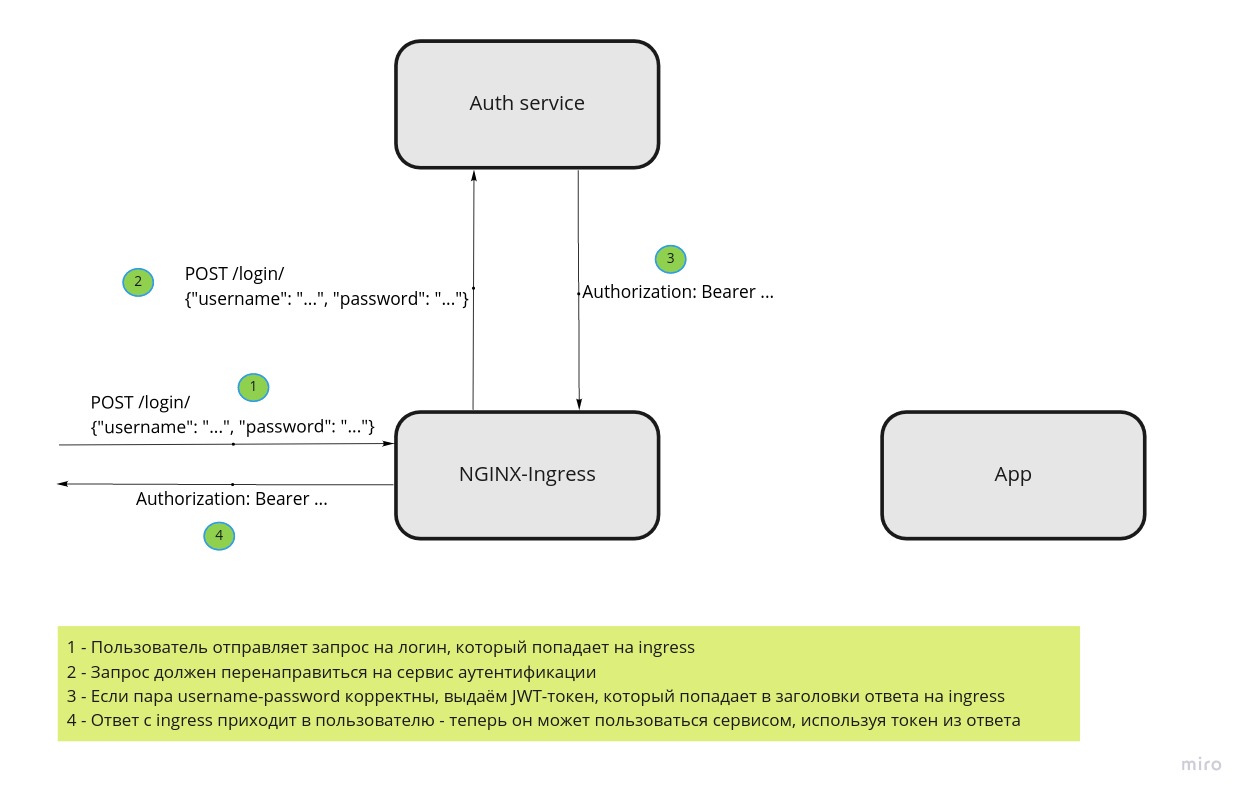 Auth service
2
POST /login/
{"username": "...", "password": "..."}
3
Authorization: Bearer ...
1
POST /login/
{"username": "...", "password": "..."}
NGINX-Ingress
App
Authorization: Bearer ...
4
1 - Пользователь отправляет запрос на логин, который попадает на ingress
2 - Запрос должен перенаправиться на сервис аутентификации
3 - Если пара username-password корректны, выдаём JWT-токен, который попадает в заголовки ответа на ingress
4 - Ответ с ingress приходит в пользователю - теперь он может пользоваться сервисом, используя токен из ответа
miro